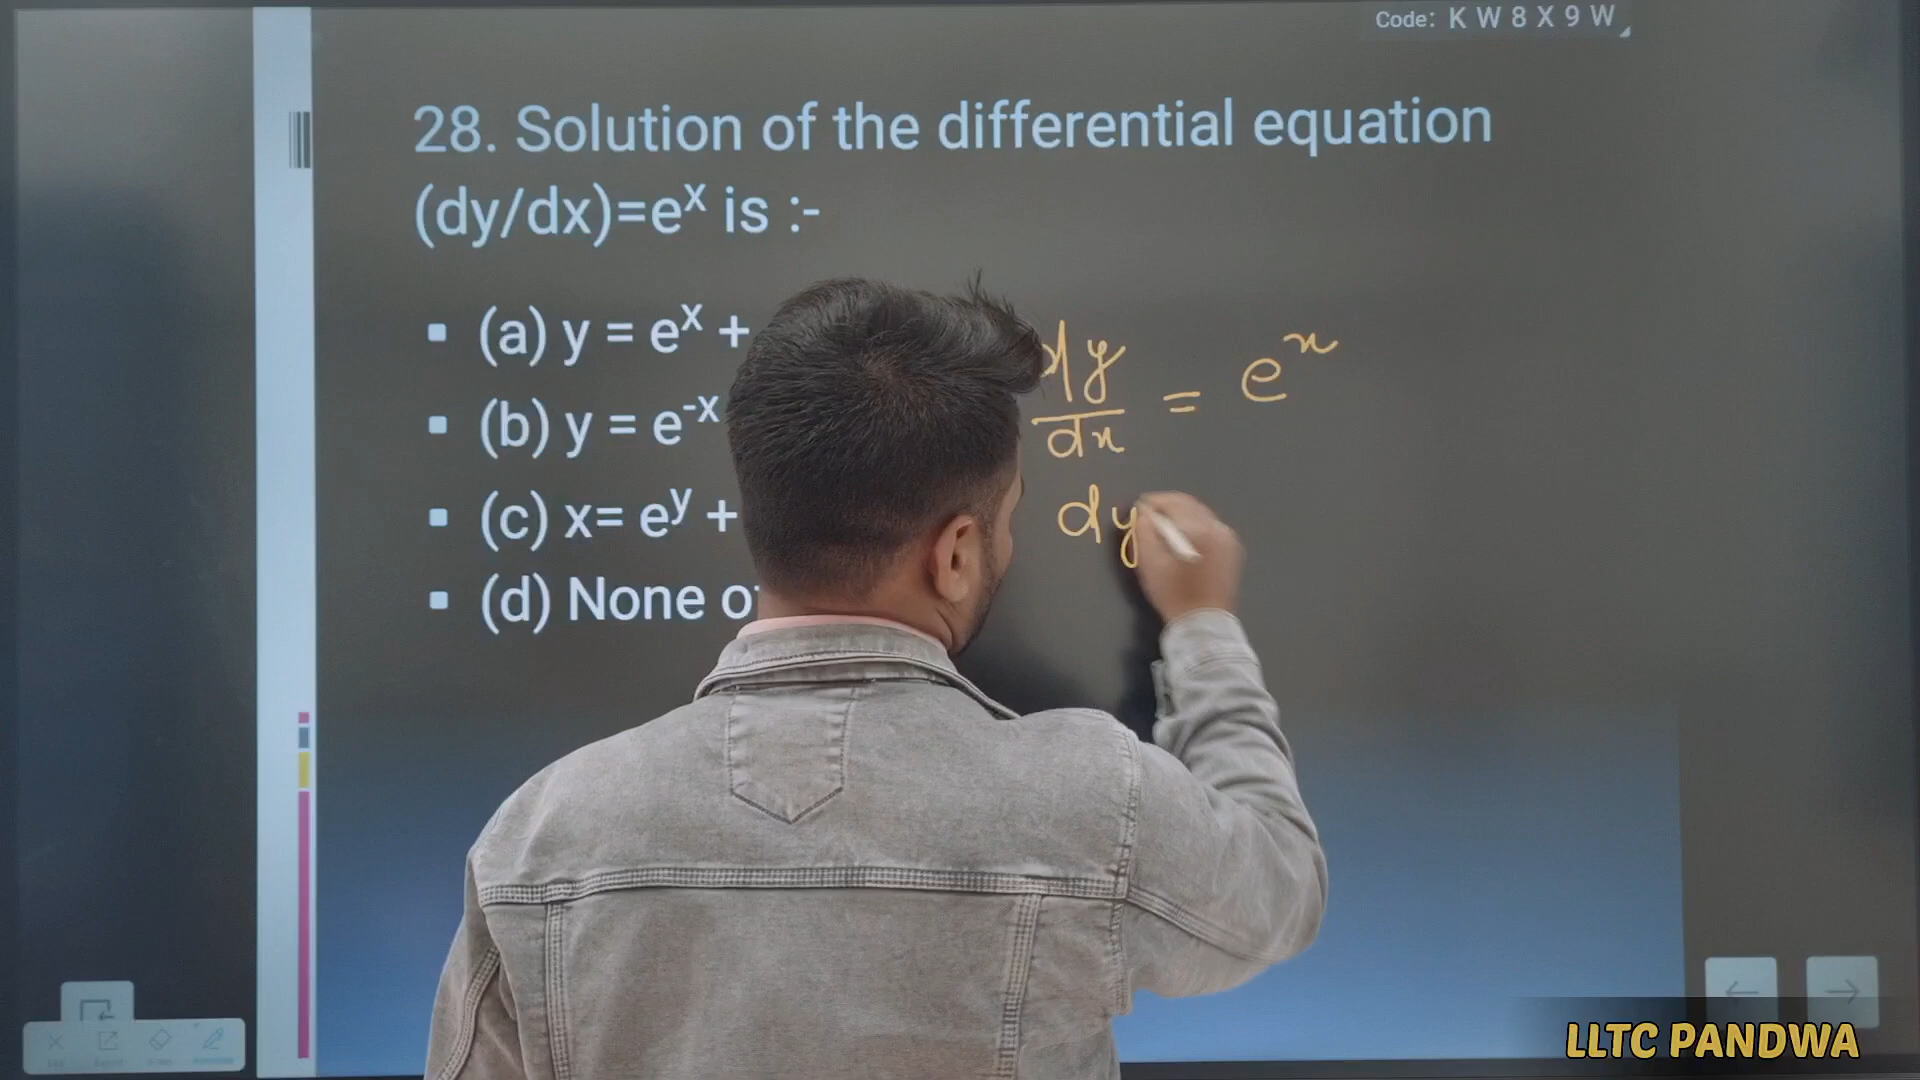 Code: K W 8 X 9 W
28. Solution of the differential equation
(dy/dx)=eˣ is :-
▪ (a) y = eˣ +
▪ (b) y = e⁻ˣ
▪ (c) x= eʸ +
▪ (d) None
dy/dx = eˣ
dy
LLTC PANDWA